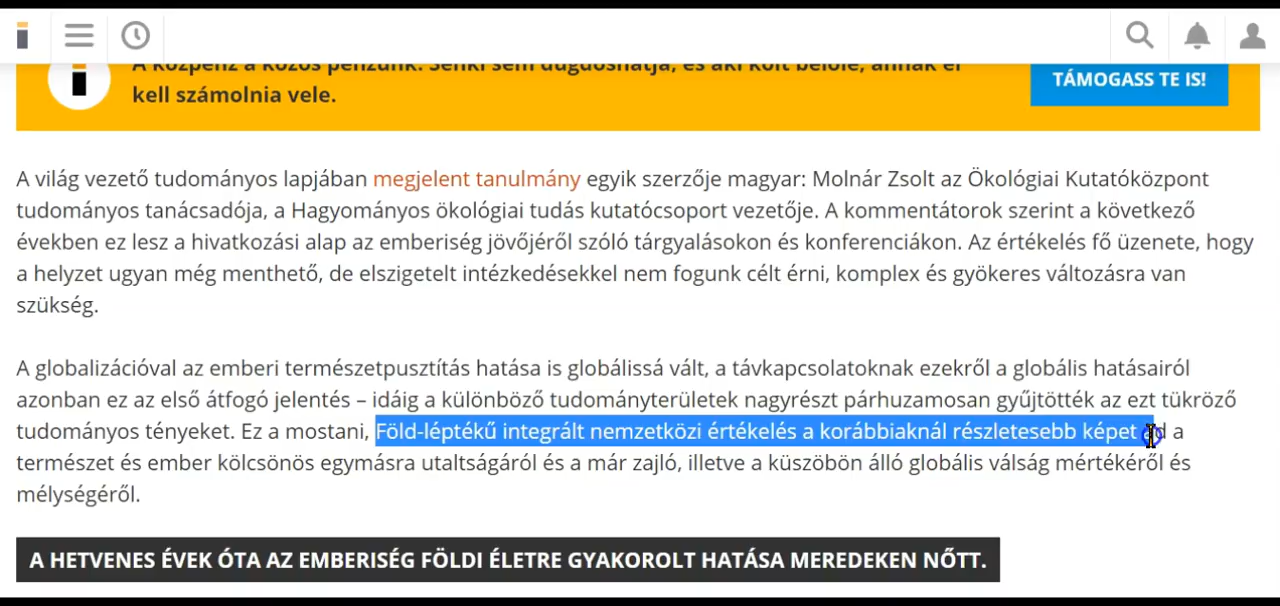 A közpénz a közös pénzünk. Senki sem dugdoshatja, és aki költ belőle, annak el
kell számolnia vele.
TÁMOGASS TE IS!
A világ vezető tudományos lapjában megjelent tanulmány egyik szerzője magyar: Molnár Zsolt az Ökológiai Kutatóközpont
tudományos tanácsadója, a Hagyományos ökológiai tudás kutatócsoport vezetője. A kommentátorok szerint a következő
években ez lesz a hivatkozási alap az emberiség jövőjéről szóló tárgyalásokon és konferenciákon. Az értékelés fő üzenete, hogy
a helyzet ugyan még menthető, de elszigetelt intézkedésekkel nem fogunk célt érni, komplex és gyökeres változásra van
szükség.
A globalizációval az emberi természetpusztítás hatása is globálissá vált, a távkapcsolatoknak ezekről a globális hatásairól
azonban ez az első átfogó jelentés – idáig a különböző tudományterületek nagyrészt párhuzamosan gyűjtötték az ezt tükröző
tudományos tényeket. Ez a mostani, Föld-léptékű integrált nemzetközi értékelés a korábbiaknál részletesebb képet ad a
természet és ember kölcsönös egymásra utaltságáról és a már zajló, illetve a küszöbön álló globális válság mértékéről és
mélységéről.
A HETVENES ÉVEK ÓTA AZ EMBERISÉG FÖLDI ÉLETRE GYAKOROLT HATÁSA MEREDEKEN NŐTT.